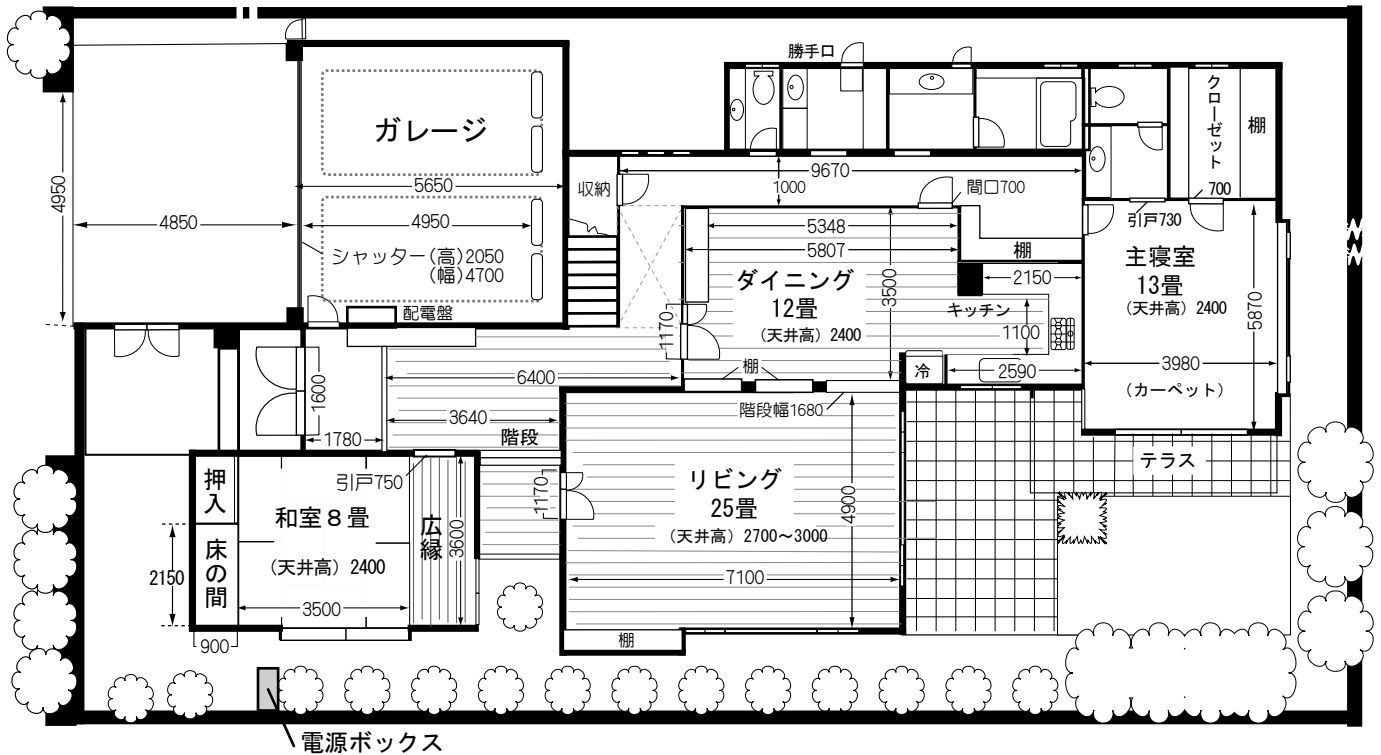 勝手口
ガレージ
クローゼット
棚
収納
9670
1000
間口700
700
5650
4950
4850
4950
シャッター(高)2050
(幅)4700
配電盤
5348
5807
ダイニング
12畳
(天井高) 2400
3500
1170
棚
棚
2150
キッチン
1100
冷
2590
引戸730
主寝室
13畳
(天井高) 2400
5870
3980
(カーペット)
6400
3640
1600
1780
階段
階段幅1680
引戸750
押入
床の間
和室8畳
(天井高) 2400
広縁
3600
2150
3500
900
1170
リビング
25畳
(天井高) 2700～3000
4900
7100
棚
テラス
電源ボックス